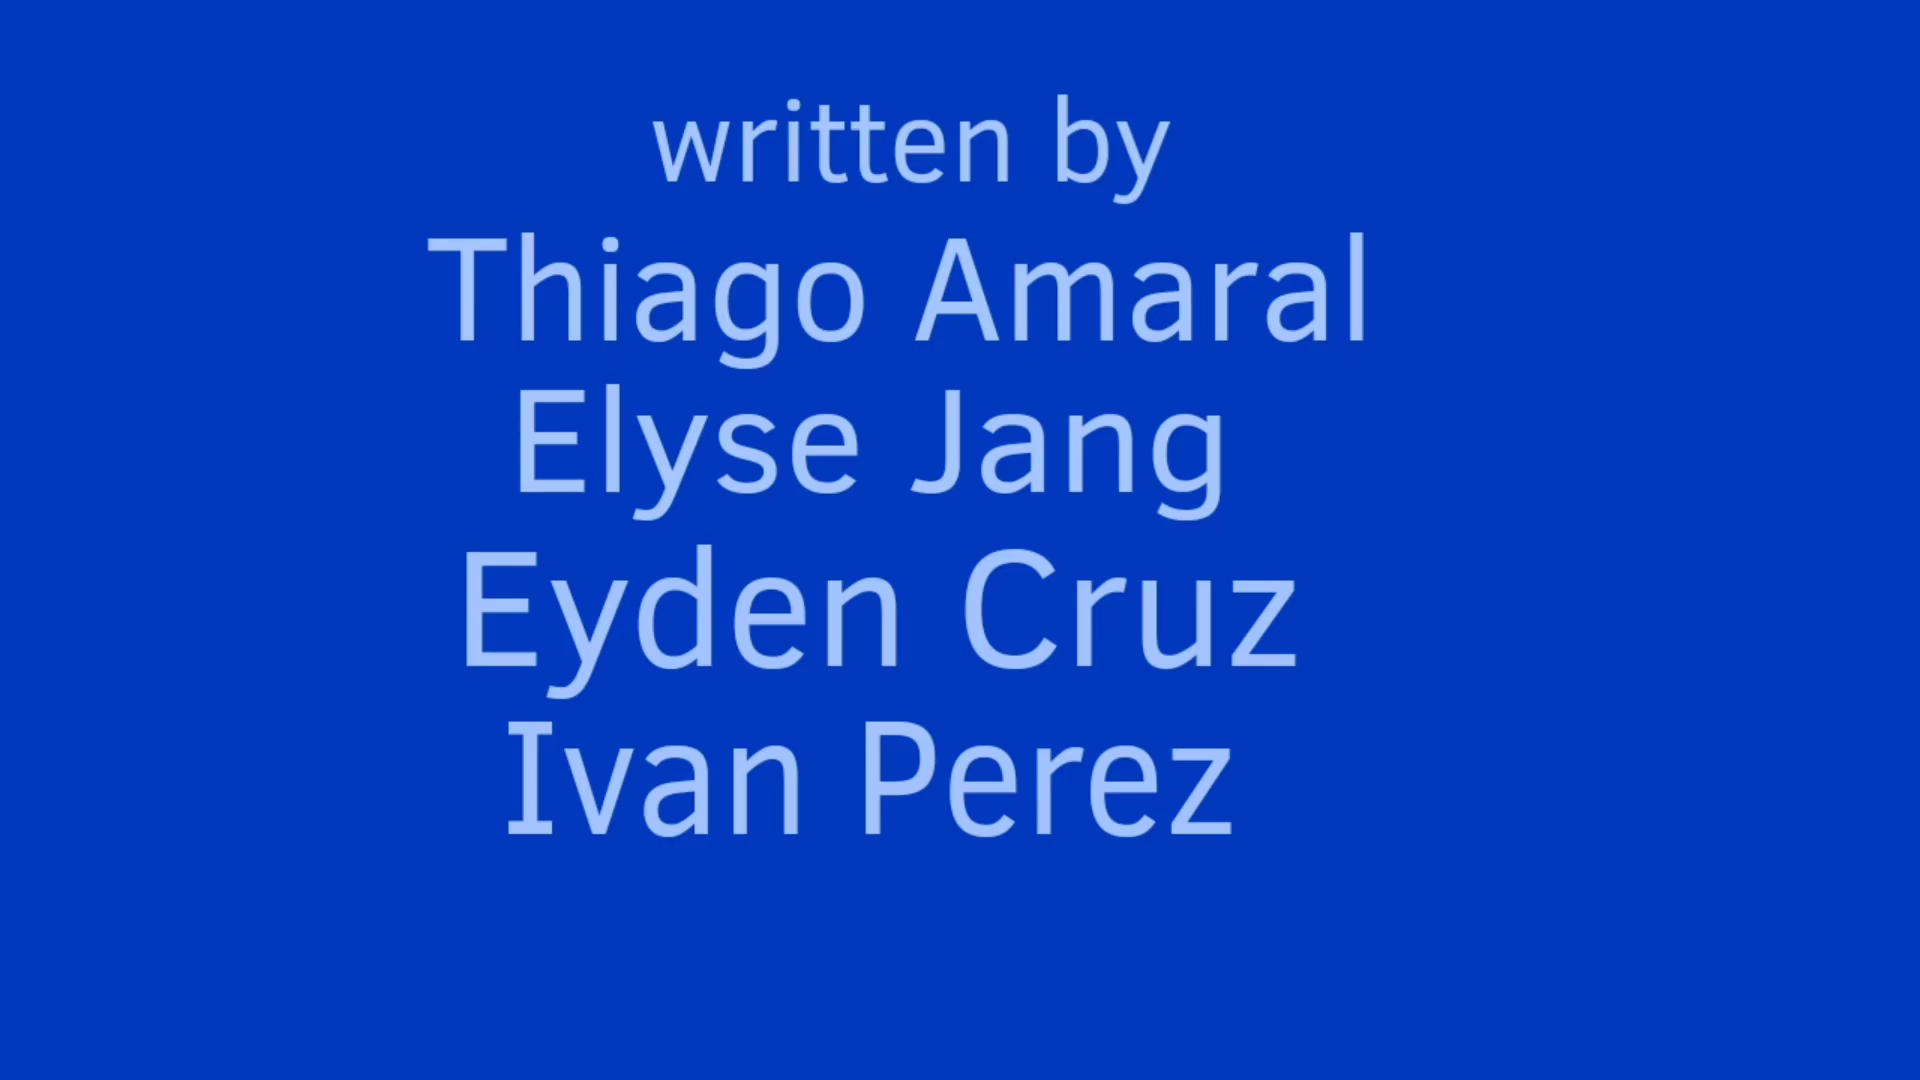 written by
Thiago Amaral
Elyse Jang
Eyden Cruz
Ivan Perez